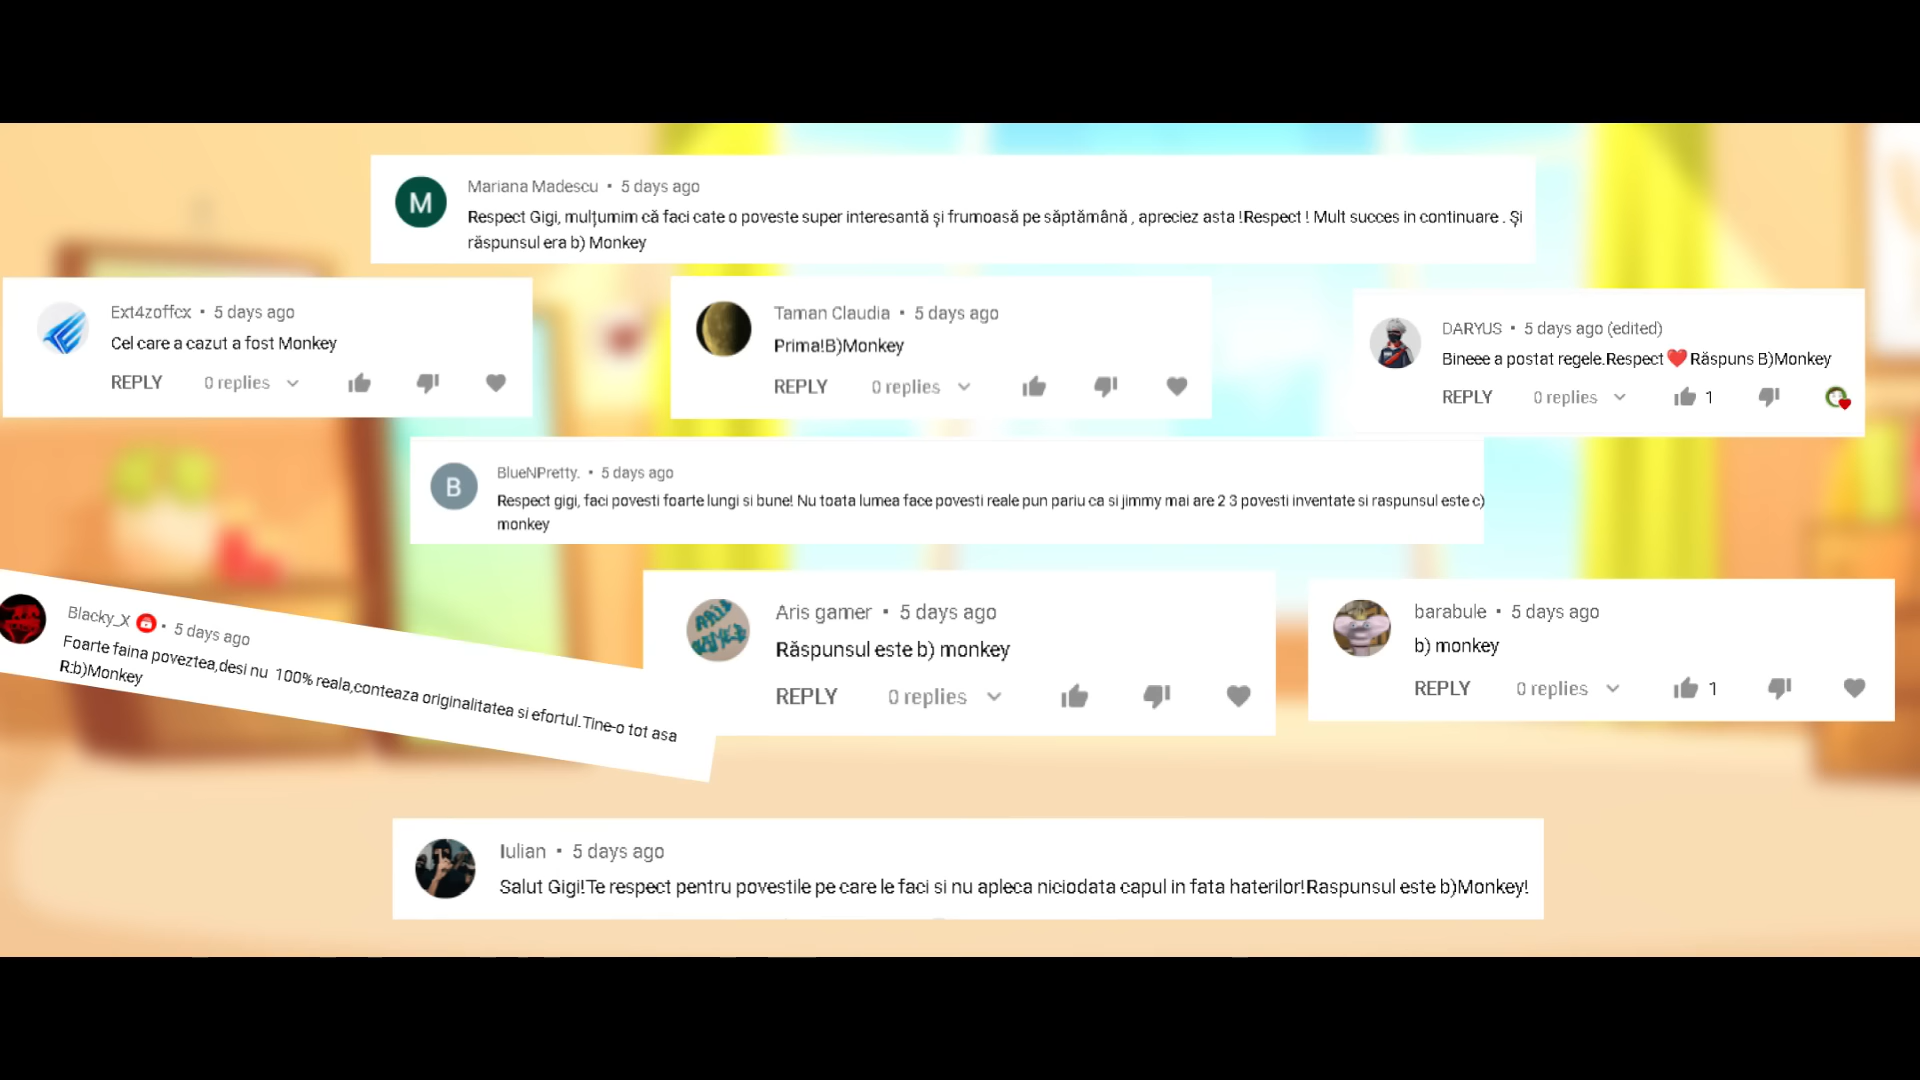 M
Mariana Madescu • 5 days ago
Respect Gigi, mulțumim că faci cate o poveste super interesantă și frumoasă pe săptămână , apreciez asta !Respect ! Mult succes in continuare . Și
răspunsul era b) Monkey
Ext4zoffcx • 5 days ago
Cel care a cazut a fost Monkey
REPLY 0 replies
Taman Claudia • 5 days ago
Prima!B)Monkey
REPLY 0 replies
DARYUS • 5 days ago (edited)
Bineee a postat regele.Respect ❤️ Răspuns B)Monkey
REPLY 0 replies 1
B
BlueNPretty. • 5 days ago
Respect gigi, faci povesti foarte lungi si bune! Nu toata lumea face povesti reale pun pariu ca si jimmy mai are 2 3 povesti inventate si raspunsul este c)
monkey
Blacky_X • 5 days ago
Foarte faina poveztea,desi nu 100% reala,conteaza originalitatea si efortul.Tine-o tot asa
R:b)Monkey
Aris gamer • 5 days ago
Răspunsul este b) monkey
REPLY 0 replies
barabule • 5 days ago
b) monkey
REPLY 0 replies 1
Iulian • 5 days ago
Salut Gigi!Te respect pentru povestile pe care le faci si nu apleca niciodata capul in fata haterilor!Raspunsul este b)Monkey!